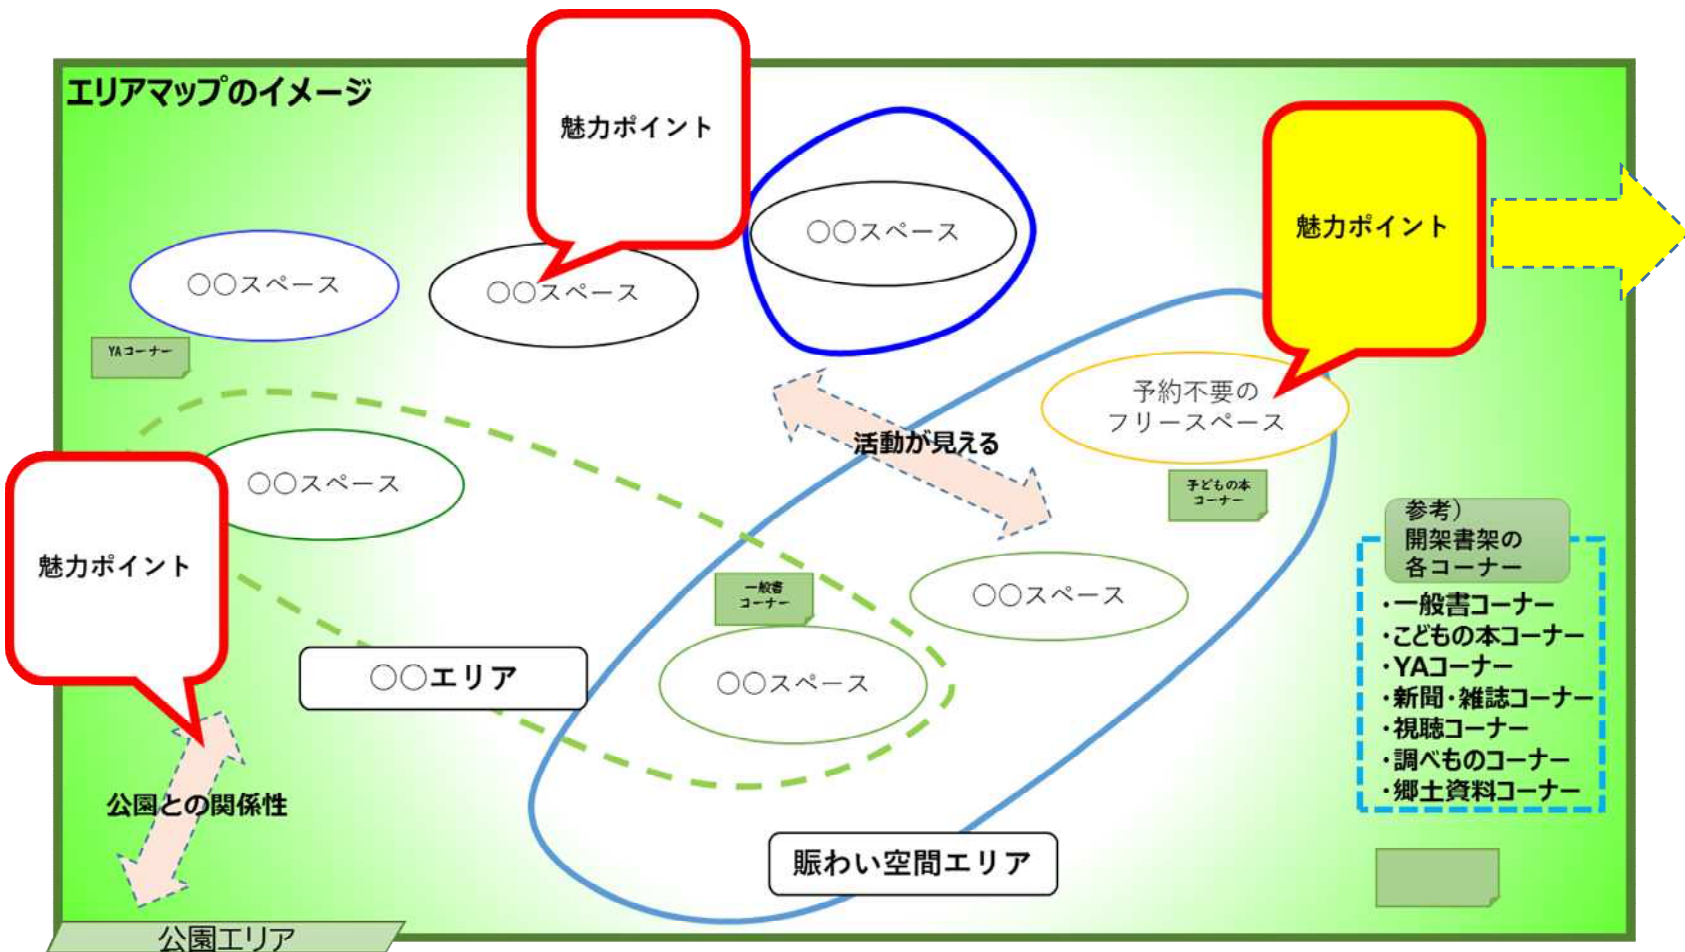 エリアマップのイメージ
魅力ポイント
〇〇スペース
魅力ポイント
〇〇スペース
〇〇スペース
YAコーナー
予約不要の
フリースペース
活動が見える
〇〇スペース
子どもの本
コーナー
魅力ポイント
一般書
コーナー
〇〇スペース
〇〇エリア
〇〇スペース
参考）
開架書架の
各コーナー
・一般書コーナー
・こどもの本コーナー
・YAコーナー
・新聞・雑誌コーナー
・視聴コーナー
・調べものコーナー
・郷土資料コーナー
公園との関係性
賑わい空間エリア
公園エリア